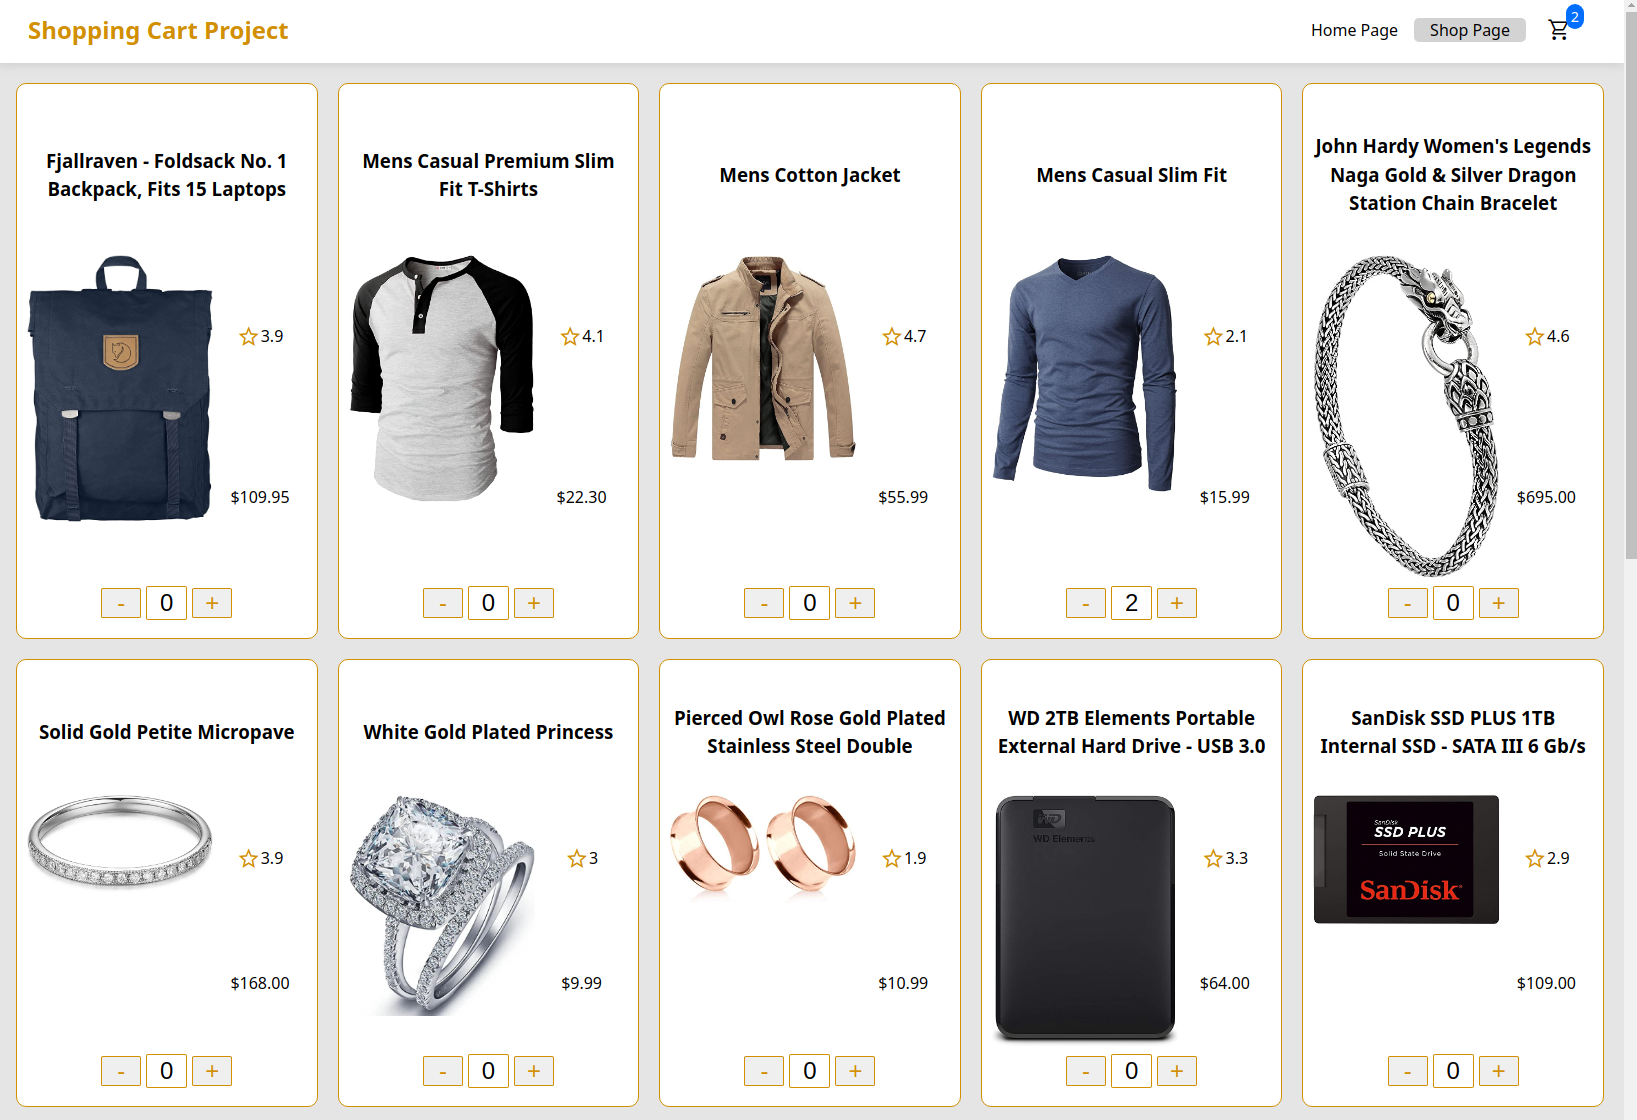 Shopping Cart Project
Home Page
Shop Page
2
Fjallraven - Foldsack No. 1
Backpack, Fits 15 Laptops
3.9
$109.95
- 0 +
Mens Casual Premium Slim
Fit T-Shirts
4.1
$22.30
- 0 +
Mens Cotton Jacket
4.7
$55.99
- 0 +
Mens Casual Slim Fit
2.1
$15.99
- 2 +
John Hardy Women's Legends
Naga Gold & Silver Dragon
Station Chain Bracelet
4.6
$695.00
- 0 +
Solid Gold Petite Micropave
3.9
$168.00
- 0 +
White Gold Plated Princess
3
$9.99
- 0 +
Pierced Owl Rose Gold Plated
Stainless Steel Double
1.9
$10.99
- 0 +
WD 2TB Elements Portable
External Hard Drive - USB 3.0
WD
WD Elements
3.3
$64.00
- 0 +
SanDisk SSD PLUS 1TB
Internal SSD - SATA III 6 Gb/s
SanDisk
SSD PLUS
Solid State Drive
SanDisk
2.9
$109.00
- 0 +